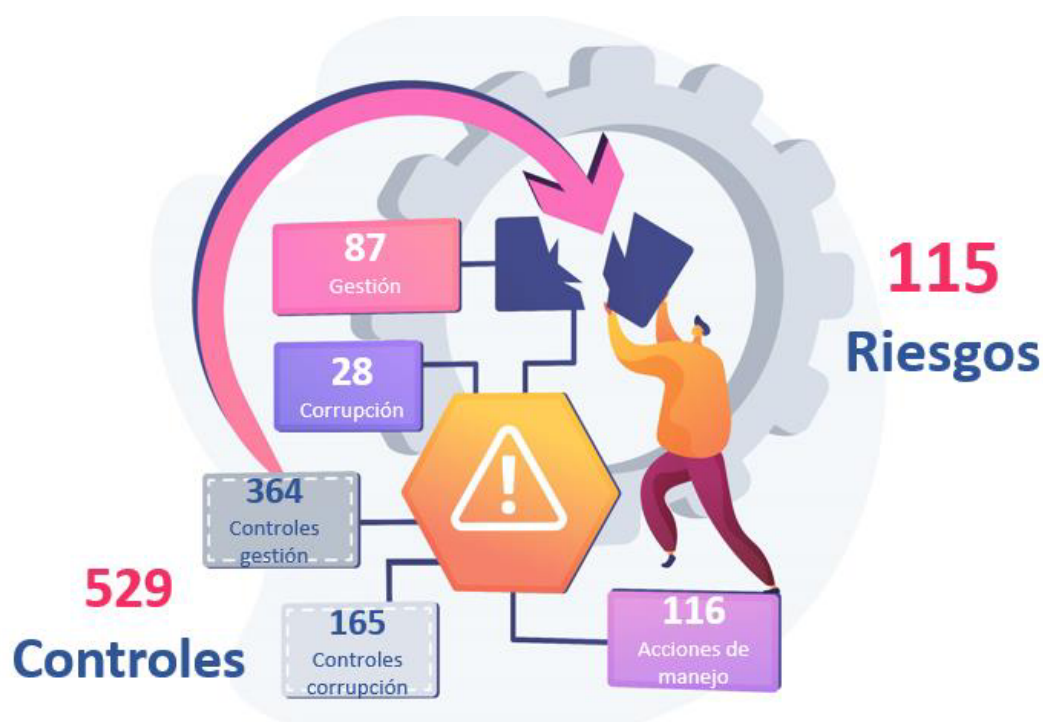 87
Gestión
115
Riesgos
28
Corrupción
364
Controles
gestión
529
Controles
165
Controles
corrupción
116
Acciones de
manejo